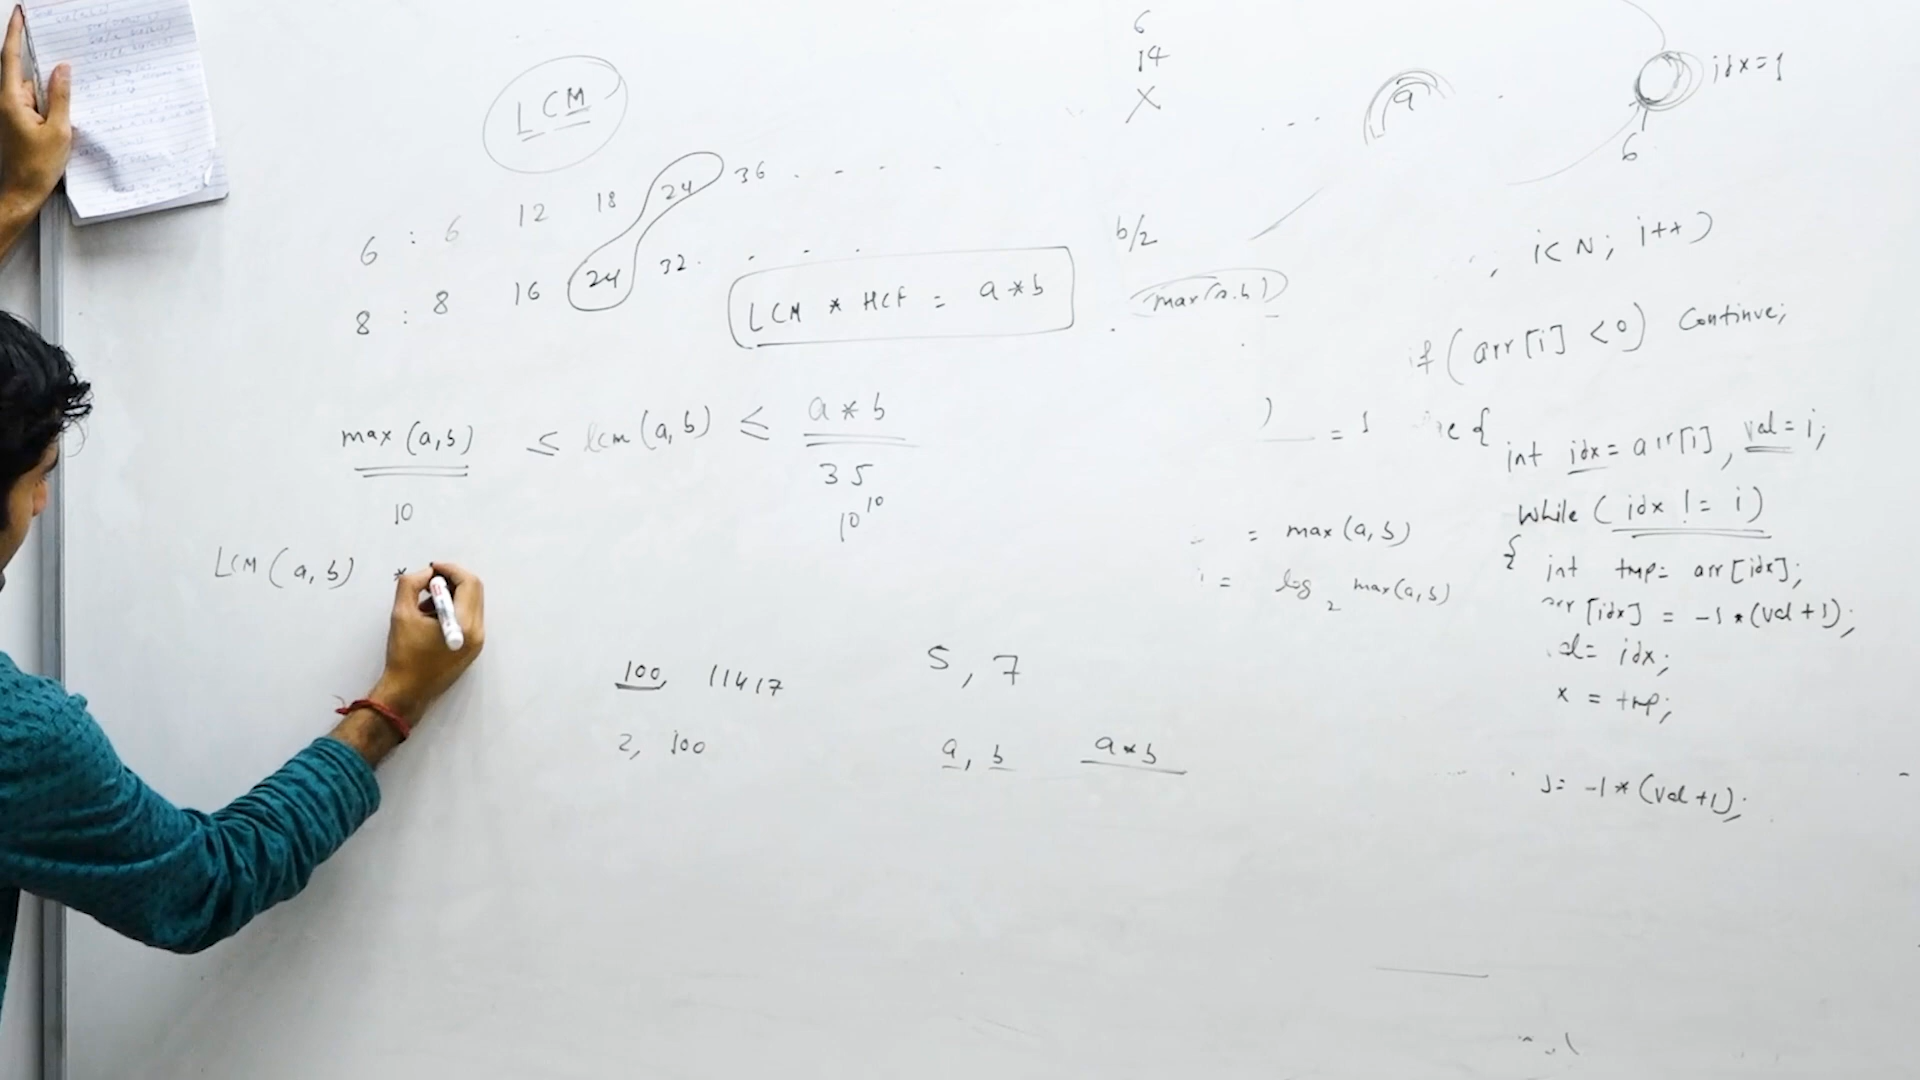 LCM
6 : 6 12 18 24 36 . - - -
8 : 8 16 24 32 . . - .
LCM * HCF = a * b
max (a,b) ≤ lcm (a, b) ≤ a * b
10
35
10^10
LCM (a, b) *
100, 11417
2, 100
5, 7
a, b a*b
6
14
X
b/2
max(a.b)
) = 1
= max (a, b)
= log2 max(a, b)
a
idx = 1
6
, i < N; i++)
if (arr [i] < 0) Continue;
{
int idx = arr[i], val = i;
While ( idx != i)
{ int tmp = arr [idx];
arr [idx] = -1 * (val + 1);
= idx;
x = tmp;
= -1 * (val +1);